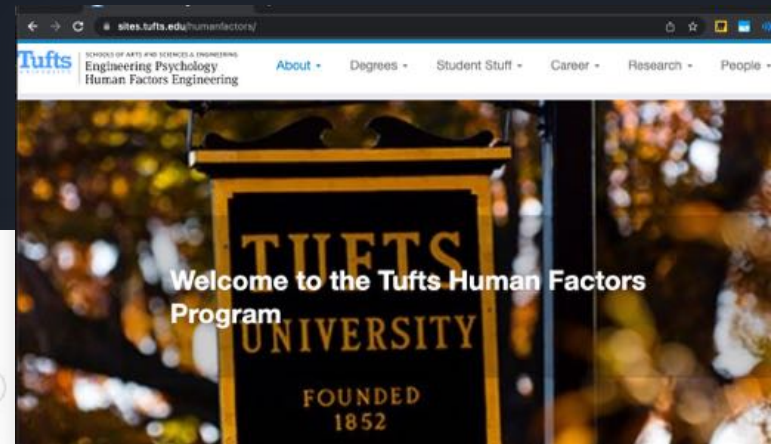 sites.tufts.edu/humanfactors/
Tufts
UNIVERSITY
SCHOOLS OF ARTS AND SCIENCES & ENGINEERING
Engineering Psychology
Human Factors Engineering
About
Degrees
Student Stuff
Career
Research
People
TUFTS
Welcome to the Tufts Human Factors
Program
UNIVERSITY
FOUNDED
1852